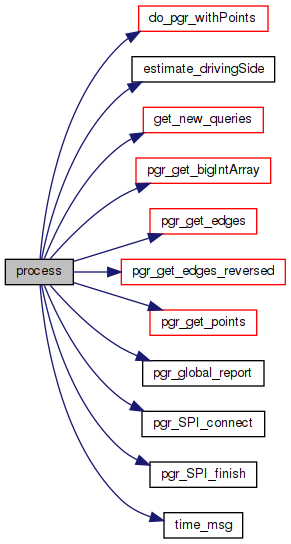 do_pgr_withPoints
estimate_drivingSide
get_new_queries
pgr_get_bigIntArray
pgr_get_edges
process
pgr_get_edges_reversed
pgr_get_points
pgr_global_report
pgr_SPI_connect
pgr_SPI_finish
time_msg